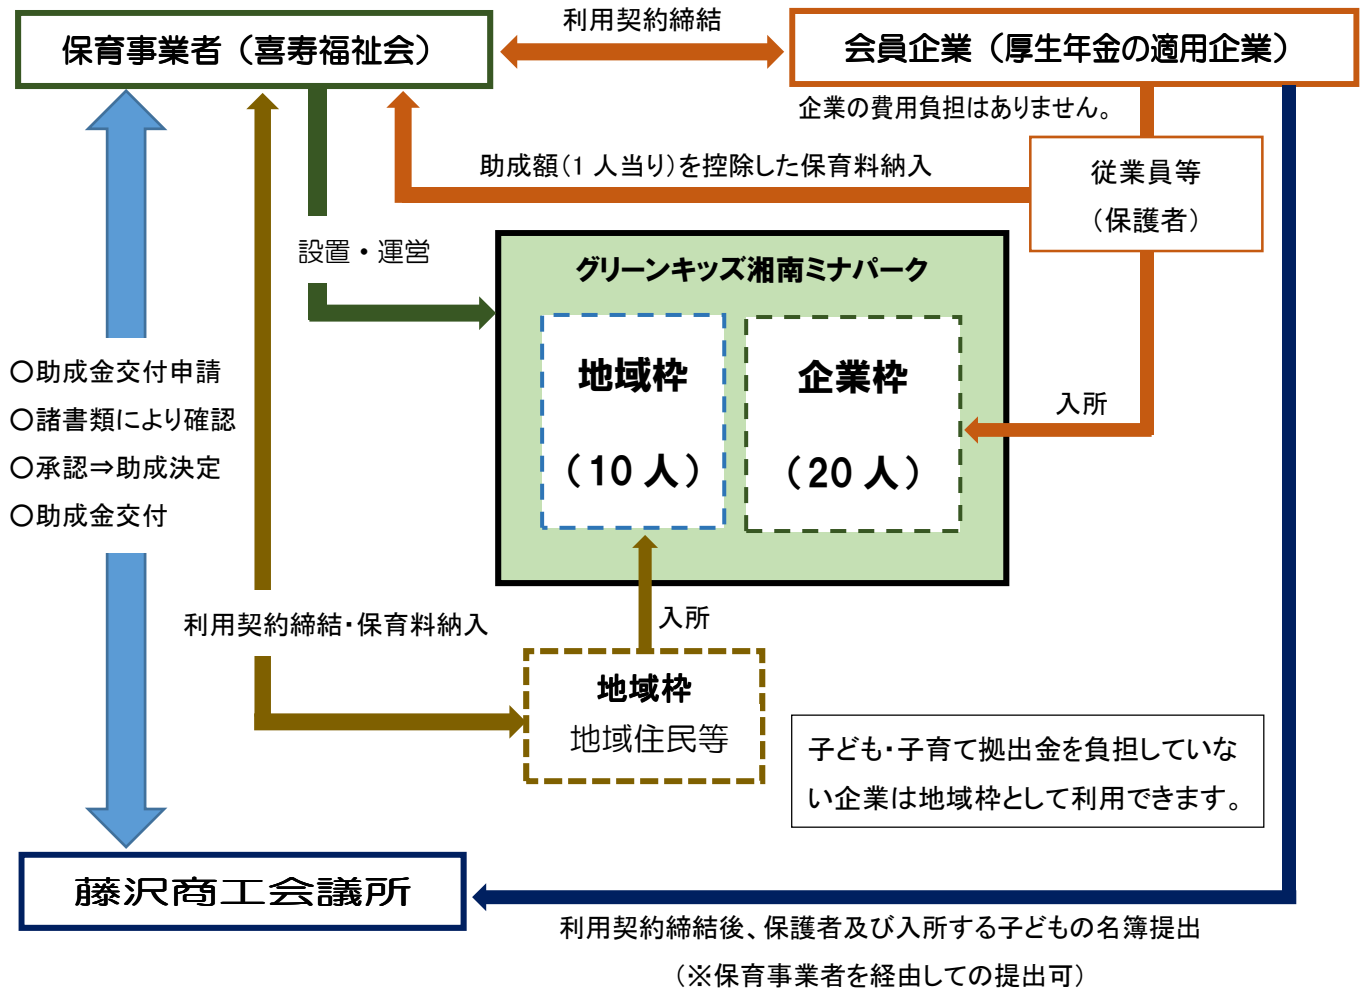 利用契約締結
保育事業者（喜寿福祉会）
会員企業（厚生年金の適用企業）
企業の費用負担はありません。
助成額（1 人当り）を控除した保育料納入
従業員等
（保護者）
設置・運営
グリーンキッズ湘南ミナパーク
地域枠
（10 人）
企業枠
（20 人）
入所
〇助成金交付申請
〇諸書類により確認
〇承認⇒助成決定
〇助成金交付
利用契約締結・保育料納入
入所
地域枠
地域住民等
子ども・子育て拠出金を負担していな
い企業は地域枠として利用できます。
藤沢商工会議所
利用契約締結後、保護者及び入所する子どもの名簿提出
（※保育事業者を経由しての提出可）